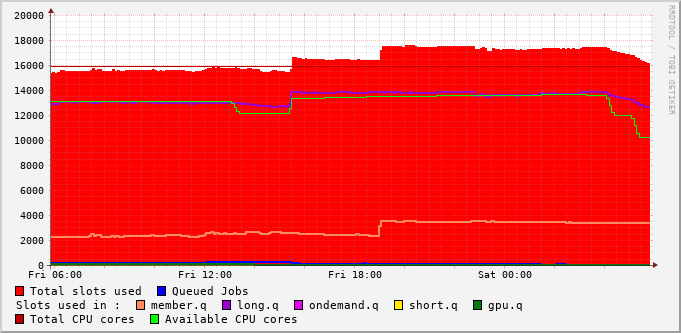 20000
18000
16000
14000
12000
10000
8000
6000
4000
2000
0
Fri 06:00 Fri 12:00 Fri 18:00 Sat 00:00
RRDTOOL / TOBI OETIKER
Total slots used Queued Jobs
Slots used in : member.q long.q ondemand.q short.q gpu.q
Total CPU cores Available CPU cores